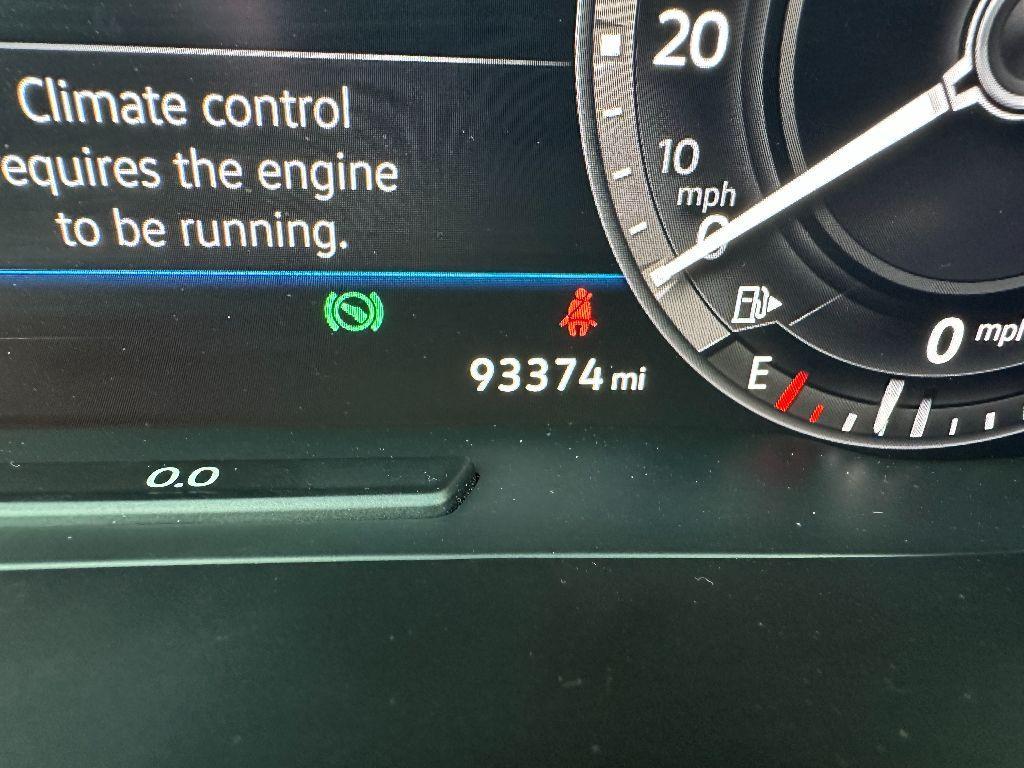 Climate control
equires the engine
to be running.
20
10
mph
0
93374 mi
0 mph
E
0.0